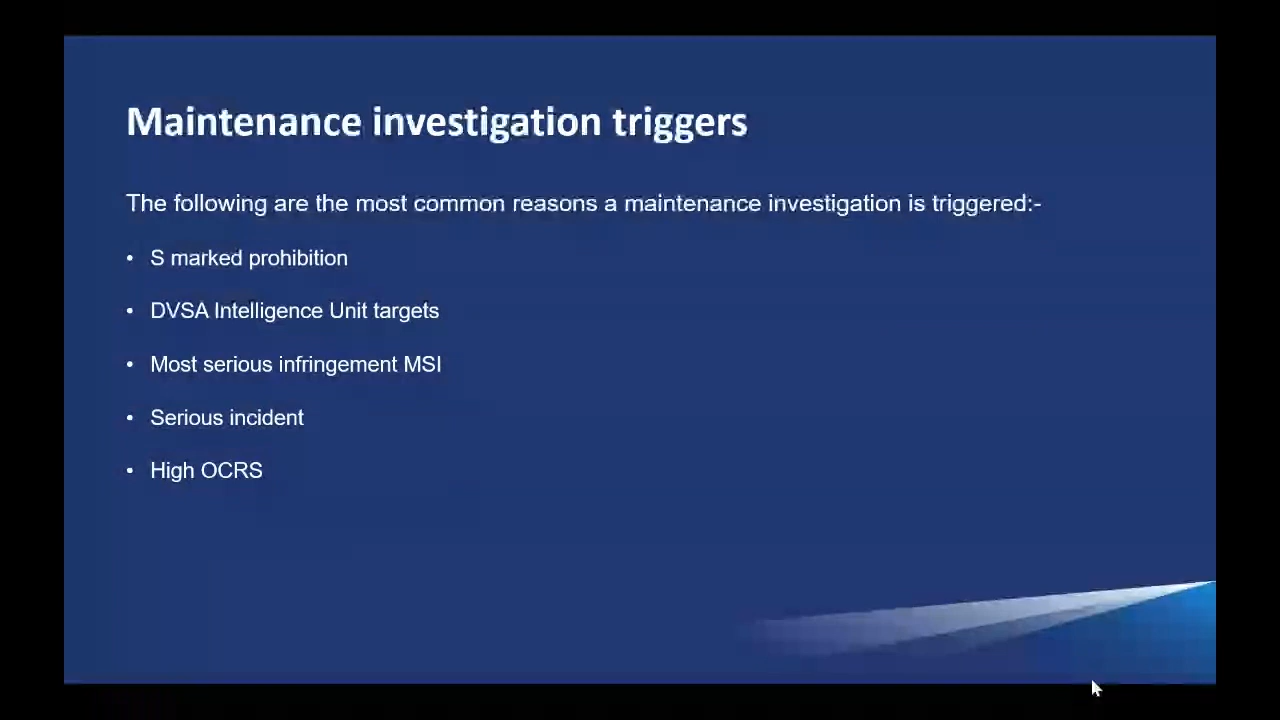 Maintenance investigation triggers
The following are the most common reasons a maintenance investigation is triggered:-
• S marked prohibition
• DVSA Intelligence Unit targets
• Most serious infringement MSI
• Serious incident
• High OCRS